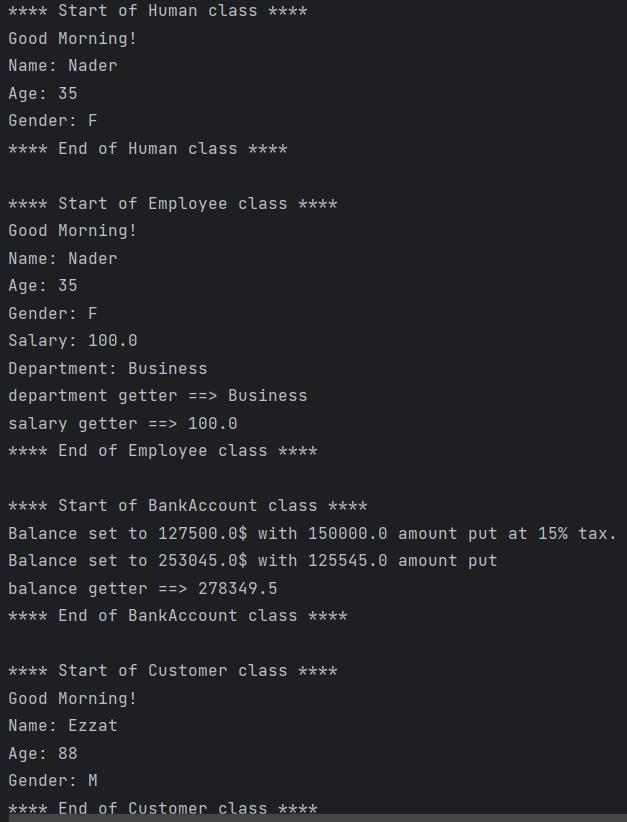 **** Start of Human class ****
Good Morning!
Name: Nader
Age: 35
Gender: F
**** End of Human class ****

**** Start of Employee class ****
Good Morning!
Name: Nader
Age: 35
Gender: F
Salary: 100.0
Department: Business
department getter ==> Business
salary getter ==> 100.0
**** End of Employee class ****

**** Start of BankAccount class ****
Balance set to 127500.0$ with 150000.0 amount put at 15% tax.
Balance set to 253045.0$ with 125545.0 amount put
balance getter ==> 278349.5
**** End of BankAccount class ****

**** Start of Customer class ****
Good Morning!
Name: Ezzat
Age: 88
Gender: M
**** End of Customer class ****